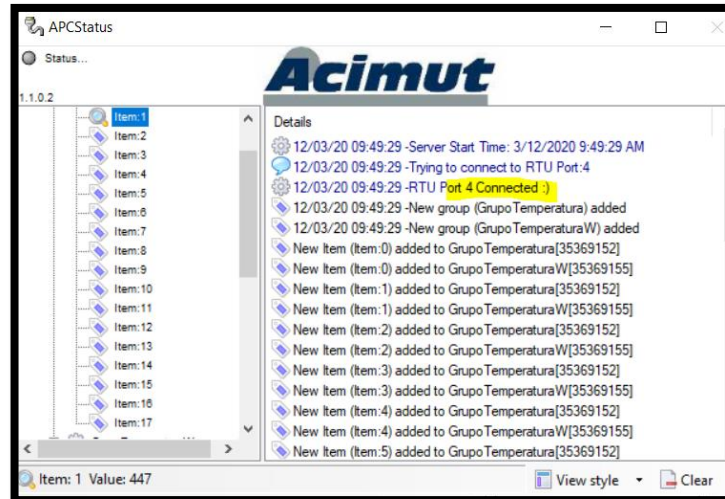 APCStatus
Status...
Acimut
1.1.0.2
Item:1
Item:2
Item:3
Item:4
Item:5
Item:6
Item:7
Item:8
Item:9
Item:10
Item:11
Item:12
Item:13
Item:14
Item:15
Item:16
Item:17
Details
12/03/20 09:49:29 -Server Start Time: 3/12/2020 9:49:29 AM
12/03/20 09:49:29 -Trying to connect to RTU Port:4
12/03/20 09:49:29 -RTU Port 4 Connected :)
12/03/20 09:49:29 -New group (GrupoTemperatura) added
12/03/20 09:49:29 -New group (GrupoTemperaturaW) added
New Item (Item:0) added to GrupoTemperatura[35369152]
New Item (Item:0) added to GrupoTemperaturaW[35369155]
New Item (Item:1) added to GrupoTemperatura[35369152]
New Item (Item:1) added to GrupoTemperaturaW[35369155]
New Item (Item:2) added to GrupoTemperatura[35369152]
New Item (Item:2) added to GrupoTemperaturaW[35369155]
New Item (Item:3) added to GrupoTemperatura[35369152]
New Item (Item:3) added to GrupoTemperaturaW[35369155]
New Item (Item:4) added to GrupoTemperatura[35369152]
New Item (Item:4) added to GrupoTemperaturaW[35369155]
New Item (Item:5) added to GrupoTemperatura[35369152]
Item: 1 Value: 447
View style
Clear